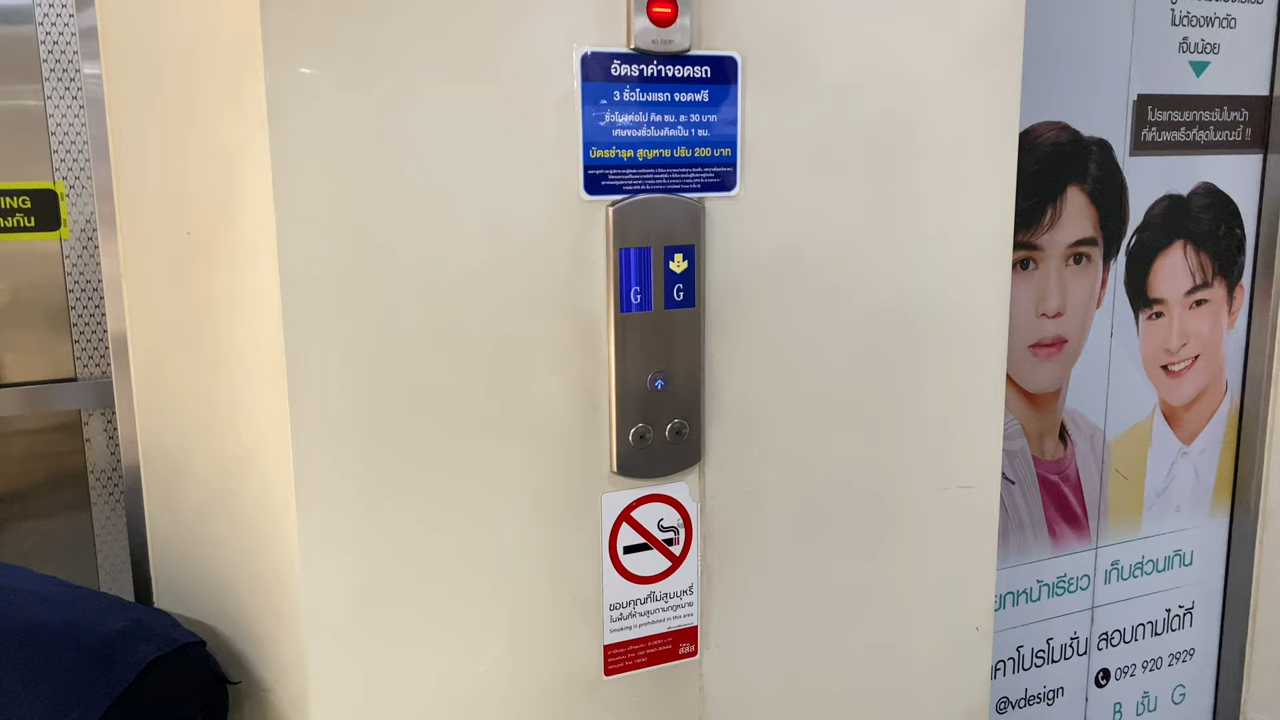 NO ENTRY
อัตราค่าจอดรถ
3 ชั่วโมงแรก จอดฟรี
ชั่วโมงต่อไป คิด ชม. ละ 30 บาท
เศษของชั่วโมงคิดเป็น 1 ชม.
บัตรชำรุด สูญหาย ปรับ 200 บาท
G
G
ขอบคุณที่ไม่สูบบุหรี่
ในพื้นที่ห้ามสูบตามกฎหมาย
Smoking is prohibited in this area
ING
างกัน
ไม่ต้องผ่าตัด
เจ็บน้อย
โปรแกรมยกกระชับใบหน้า
ที่เห็นผลเร็วที่สุดในขณะนี้ !!
ยกหน้าเรียว เก็บส่วนเกิน
คาโปรโมชั่น สอบถามได้ที่
092 920 2929
@vdesign
B ชั้น G